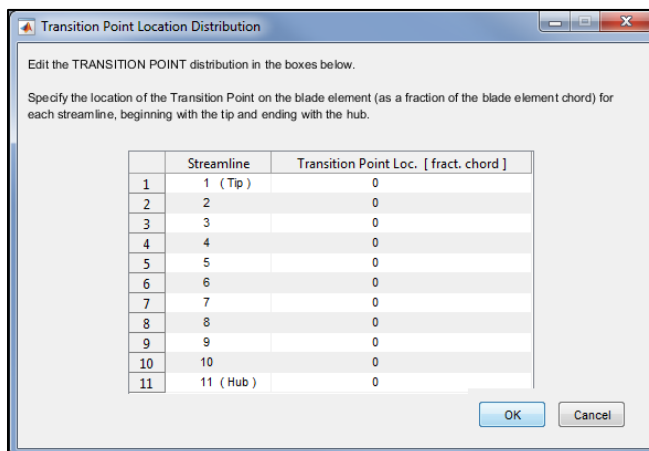 Transition Point Location Distribution
Edit the TRANSITION POINT distribution in the boxes below.
Specify the location of the Transition Point on the blade element (as a fraction of the blade element chord) for
each streamline, beginning with the tip and ending with the hub.
Streamline Transition Point Loc. [ fract. chord ]
1 1 ( Tip ) 0
2 2 0
3 3 0
4 4 0
5 5 0
6 6 0
7 7 0
8 8 0
9 9 0
10 10 0
11 11 ( Hub ) 0
OK Cancel